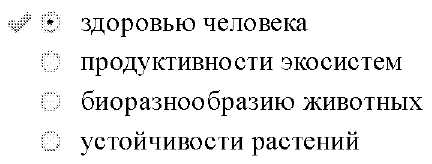 здоровью человека
продуктивности экосистем
биоразнообразию животных
устойчивости растений